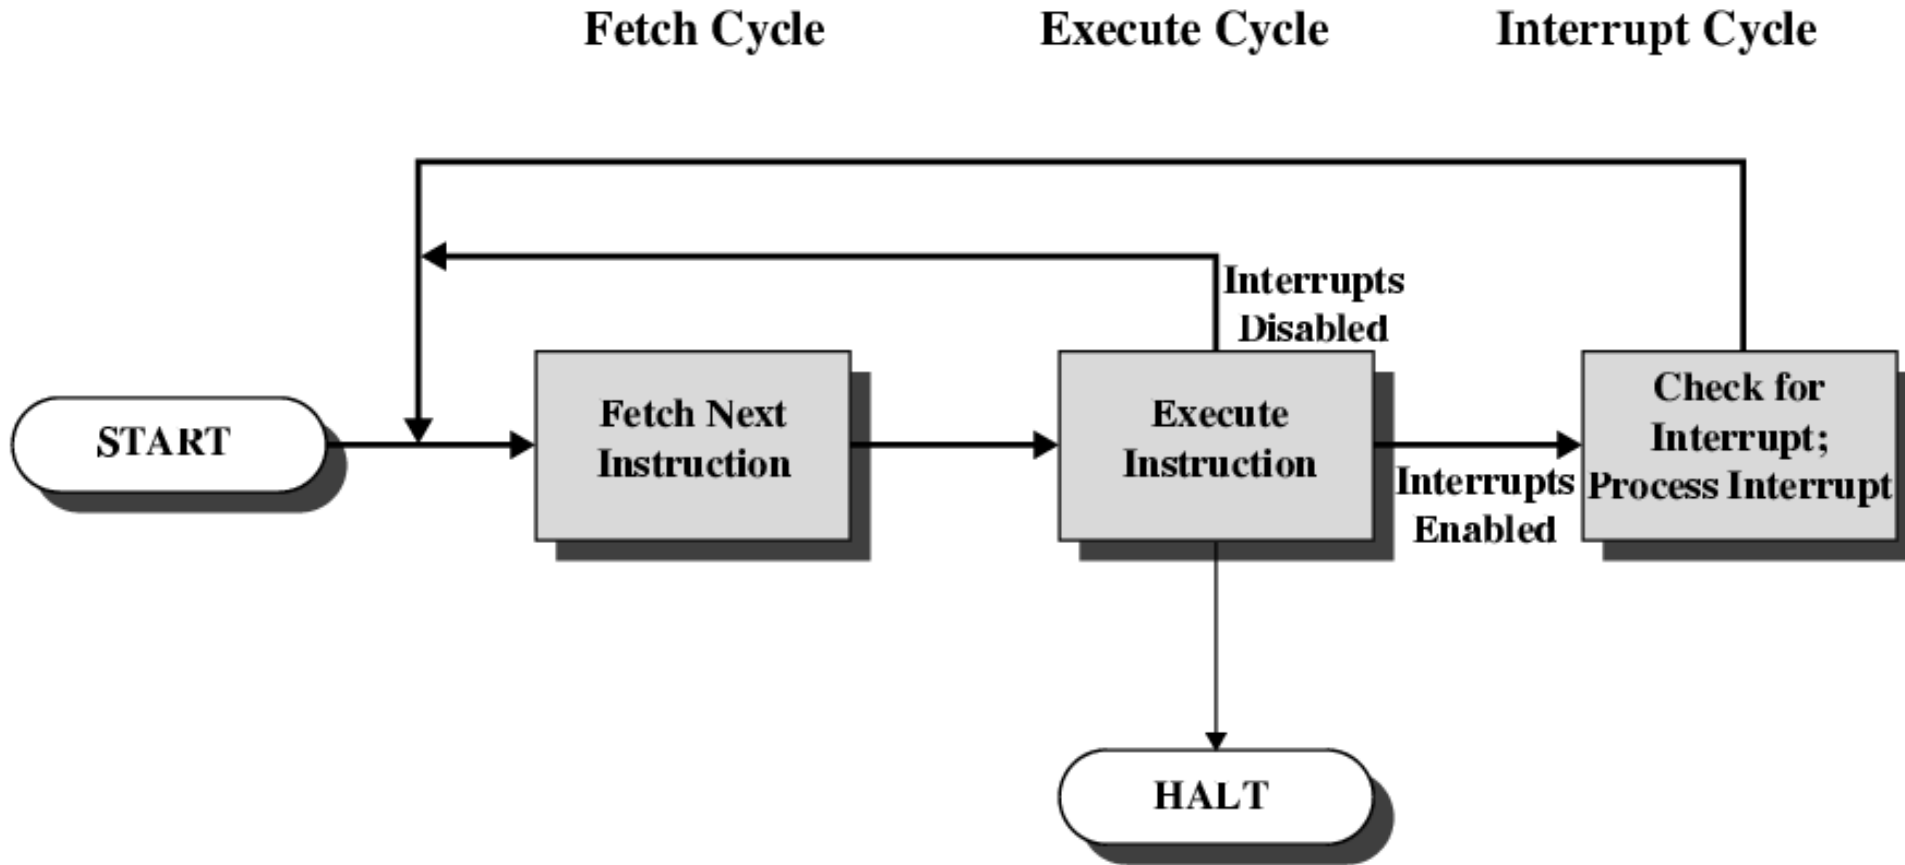 Fetch Cycle
Execute Cycle
Interrupt Cycle
START
Fetch Next
Instruction
Execute
Instruction
Interrupts
Disabled
Interrupts
Enabled
Check for
Interrupt;
Process Interrupt
HALT